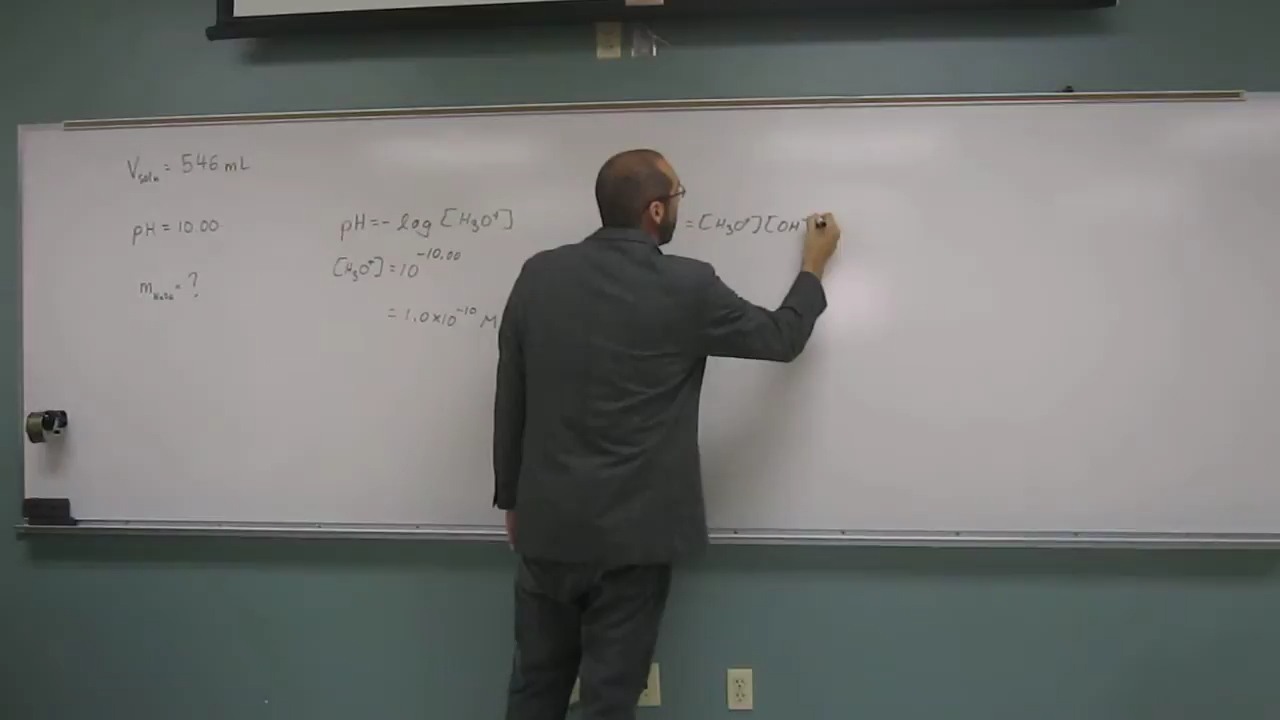 V_soln = 546 mL
pH = 10.00
m_NaOH = ?
pH = - log [H₃O⁺]
[H₃O⁺] = 10^-10.00
= 1.0 x 10^-10 M
= [H₃O⁺][OH⁻